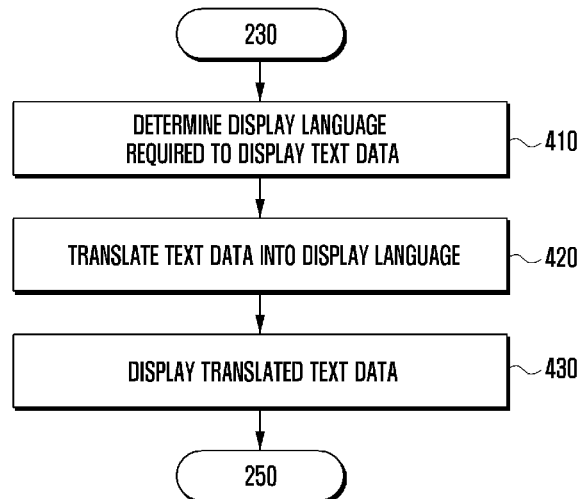 230
DETERMINE DISPLAY LANGUAGE
REQUIRED TO DISPLAY TEXT DATA
410
TRANSLATE TEXT DATA INTO DISPLAY LANGUAGE
420
DISPLAY TRANSLATED TEXT DATA
430
250